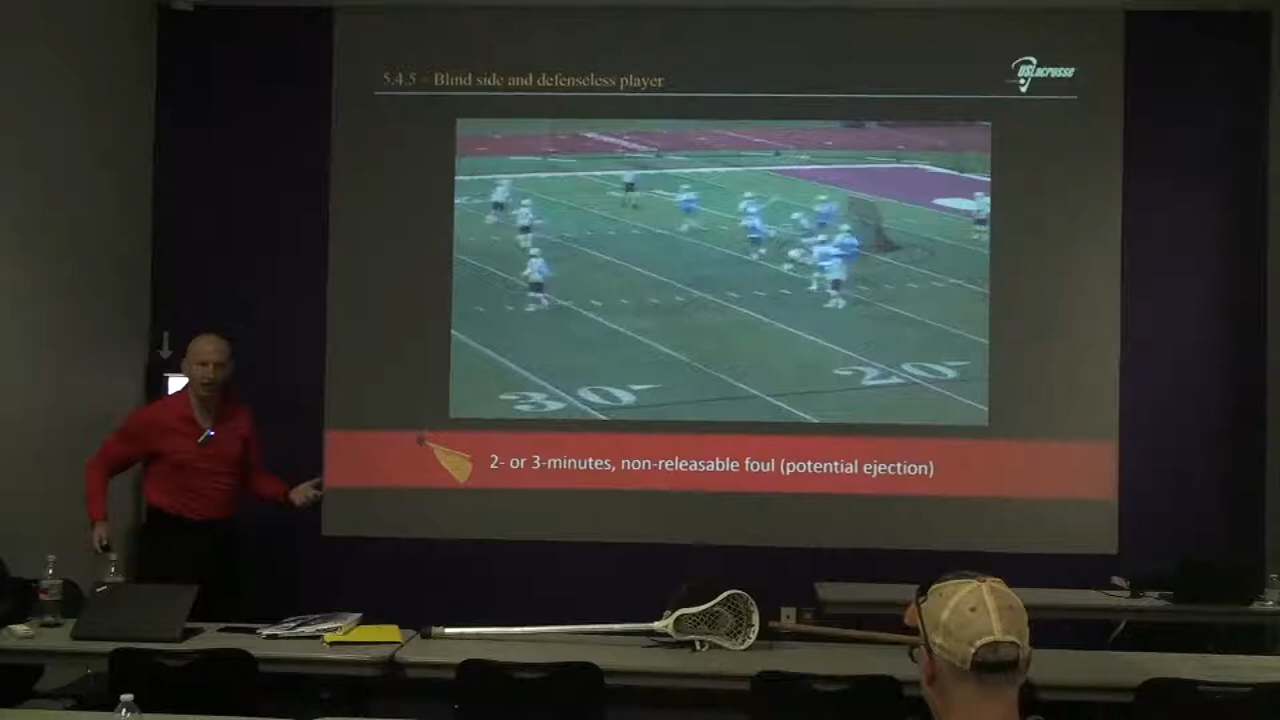 5.4.5 – Blind side and defenseless player
USLacrosse
30
20
2- or 3-minutes, non-releasable foul (potential ejection)